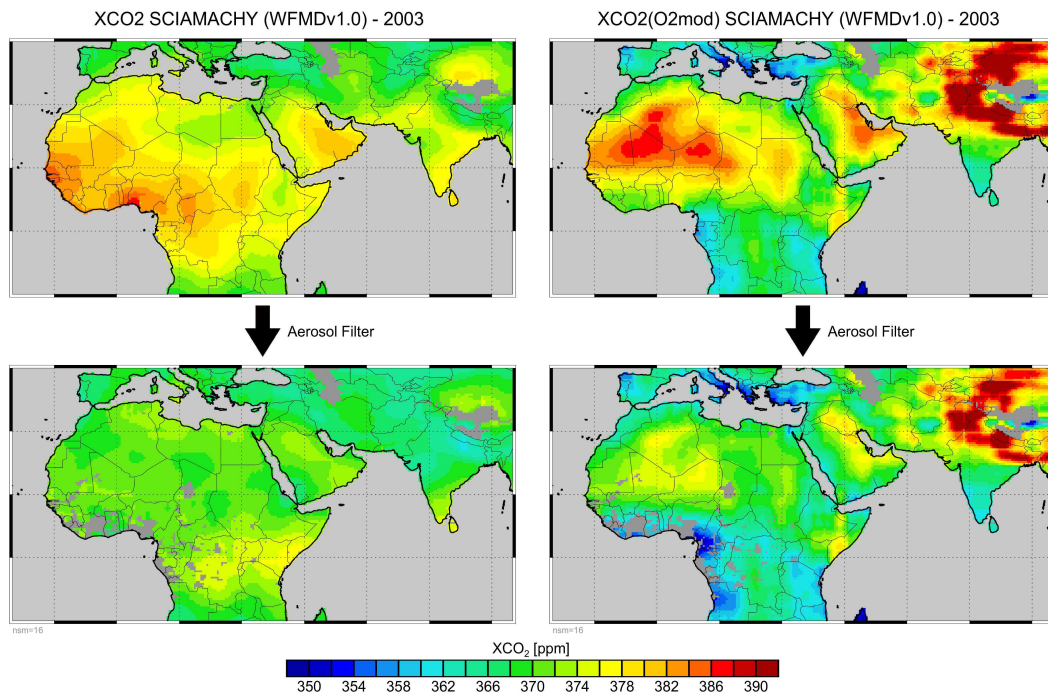 XCO2 SCIAMACHY (WFMDv1.0) - 2003
XCO2(O2mod) SCIAMACHY (WFMDv1.0) - 2003
Aerosol Filter
Aerosol Filter
nsm=16
nsm=16
XCO₂ [ppm]
350 354 358 362 366 370 374 378 382 386 390